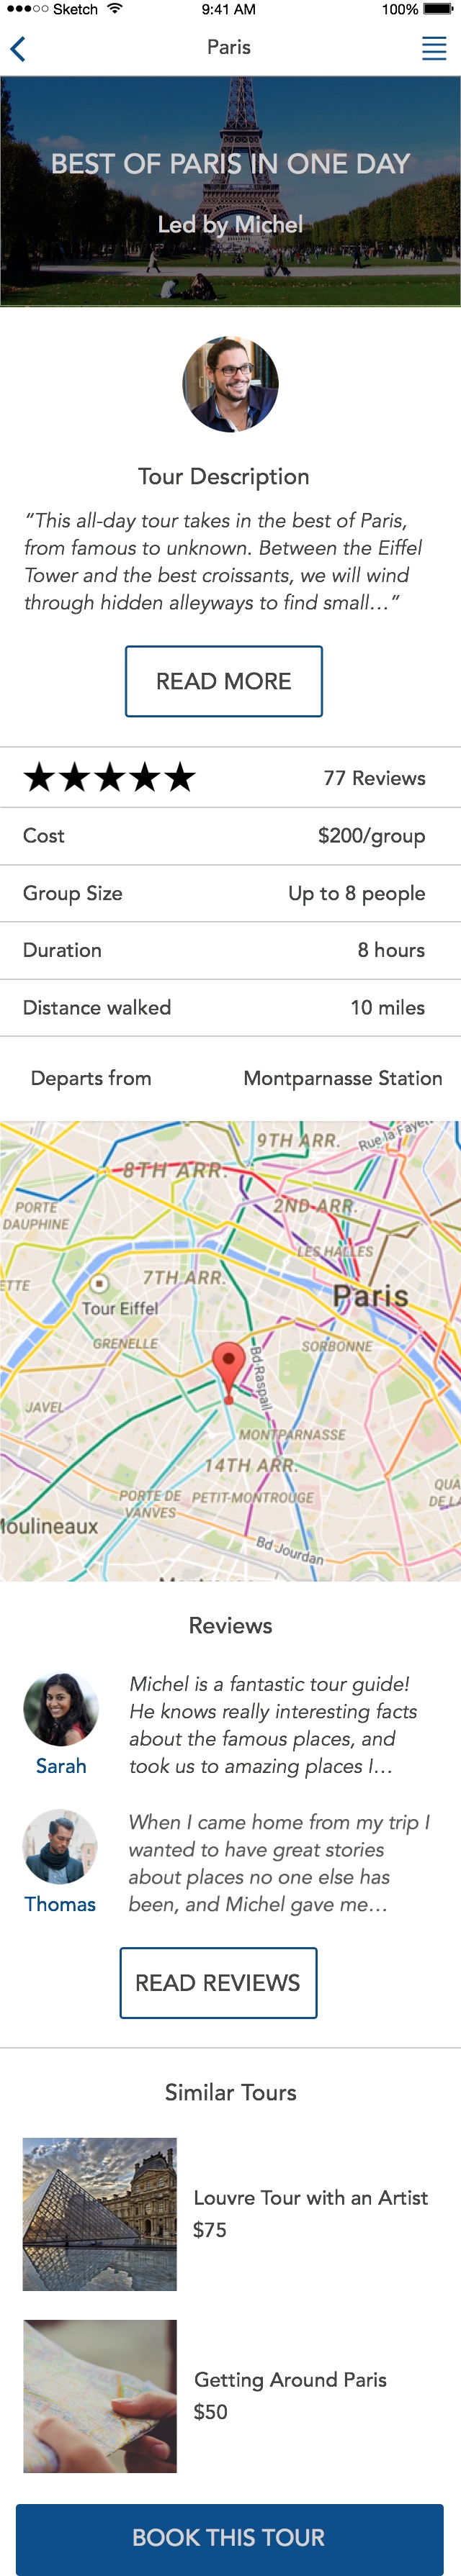 Sketch 9:41 AM 100%
Paris
BEST OF PARIS IN ONE DAY
Led by Michel
Tour Description
“This all-day tour takes in the best of Paris,
from famous to unknown. Between the Eiffel
Tower and the best croissants, we will wind
through hidden alleyways to find small...”
READ MORE
77 Reviews
Cost $200/group
Group Size Up to 8 people
Duration 8 hours
Distance walked 10 miles
Departs from Montparnasse Station
9TH ARR.
Rue la Fayet
8TH ARR.
2ND ARR.
PORTE
DAUPHINE
LES HALLES
7TH ARR.
ETTE
Paris
Tour Eiffel
GRENELLE
SORBONNE
Bd Raspail
JAVEL
MONTPARNASSE
14TH ARR.
PORTE DE
VANVES
PETIT-MONTROUGE
QUA
DE L
Moulineaux
Bd Jourdan
Reviews
Michel is a fantastic tour guide!
He knows really interesting facts
about the famous places, and
took us to amazing places I...
Sarah
When I came home from my trip I
wanted to have great stories
about places no one else has
been, and Michel gave me...
Thomas
READ REVIEWS
Similar Tours
Louvre Tour with an Artist
$75
Getting Around Paris
$50
BOOK THIS TOUR